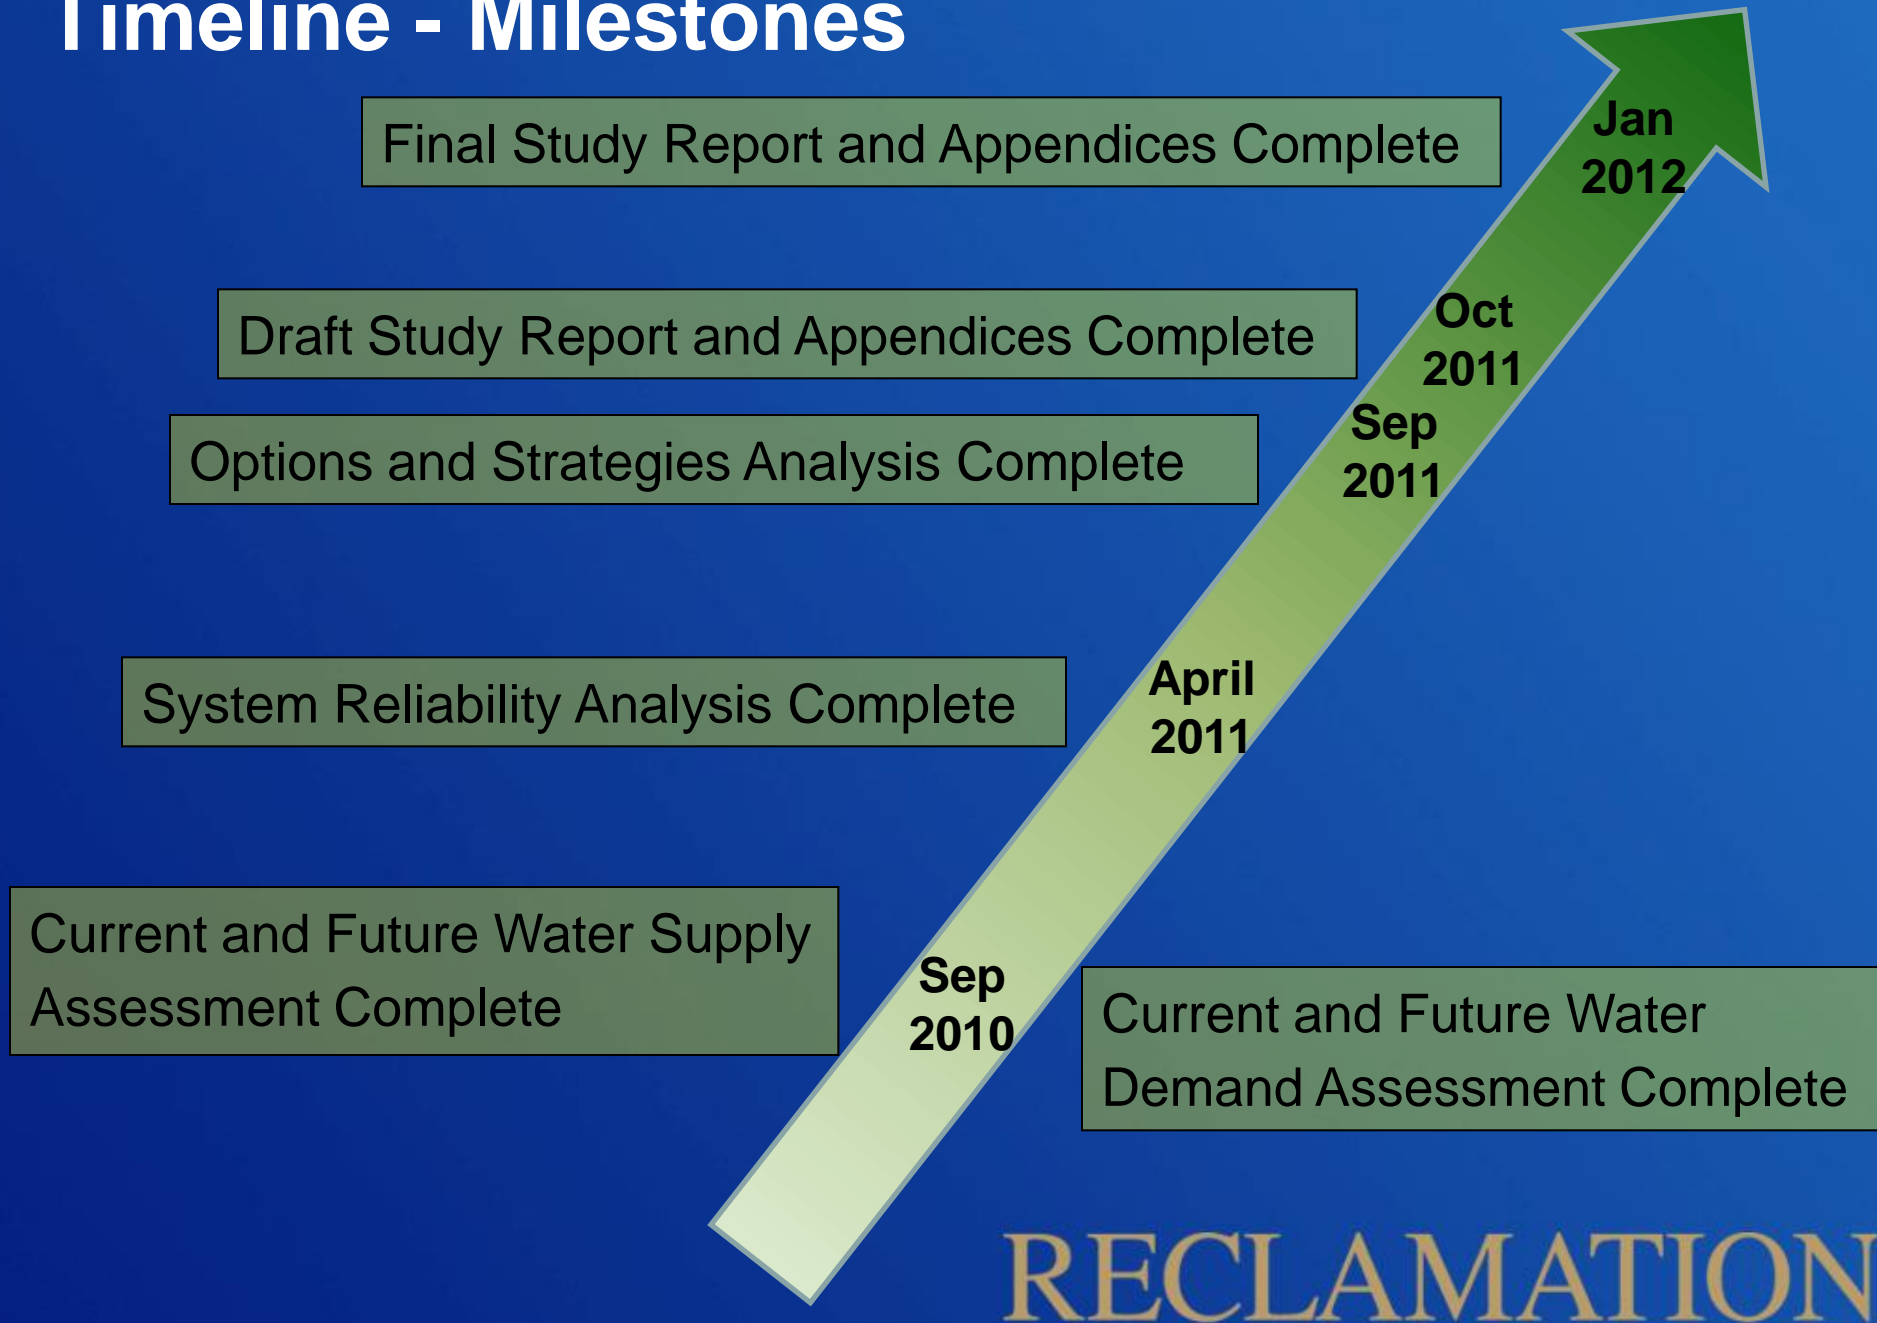 Timeline - Milestones
Final Study Report and Appendices Complete
Jan
2012
Draft Study Report and Appendices Complete
Oct
2011
Options and Strategies Analysis Complete
Sep
2011
System Reliability Analysis Complete
April
2011
Current and Future Water Supply
Assessment Complete
Sep
2010
Current and Future Water
Demand Assessment Complete
RECLAMATION